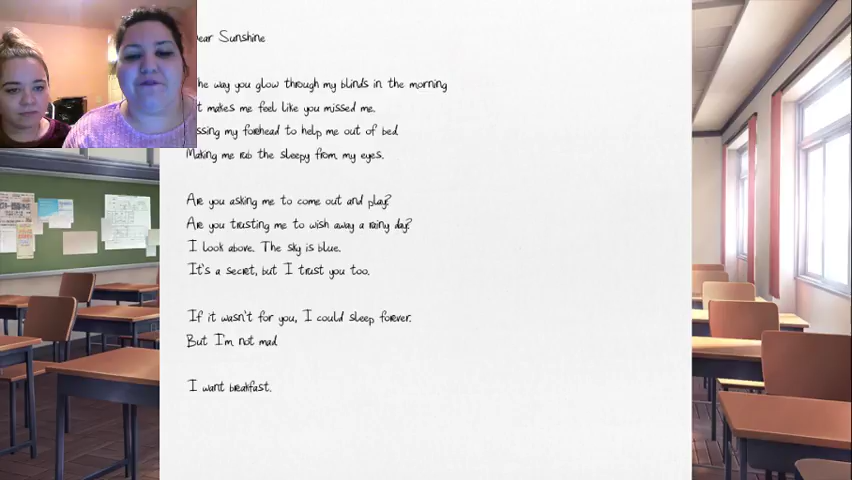 ear Sunshine
he way you glow through my blinds in the morning
t makes me feel like you missed me.
ssing my forehead to help me out of bed
Making me rub the sleepy from my eyes.
Are you asking me to come out and play?
Are you trusting me to wish away a rainy day?
I look above. The sky is blue.
It's a secret, but I trust you too.
If it wasn't for you, I could sleep forever.
But I'm not mad
I want breakfast.